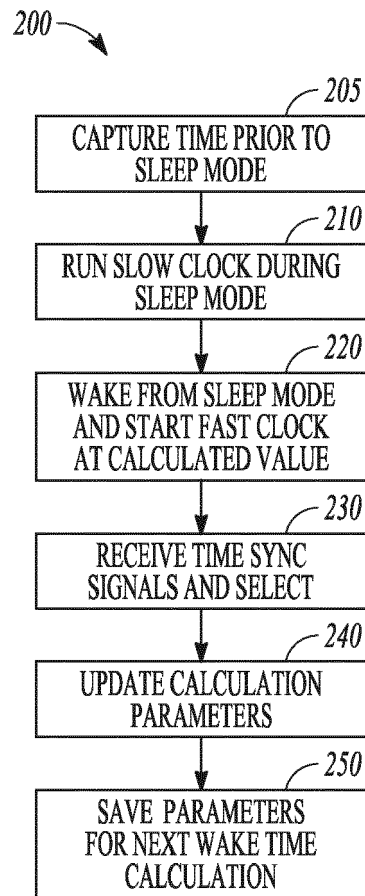 200
205
CAPTURE TIME PRIOR TO
SLEEP MODE
210
RUN SLOW CLOCK DURING
SLEEP MODE
220
WAKE FROM SLEEP MODE
AND START FAST CLOCK
AT CALCULATED VALUE
230
RECEIVE TIME SYNC
SIGNALS AND SELECT
240
UPDATE CALCULATION
PARAMETERS
250
SAVE PARAMETERS
FOR NEXT WAKE TIME
CALCULATION